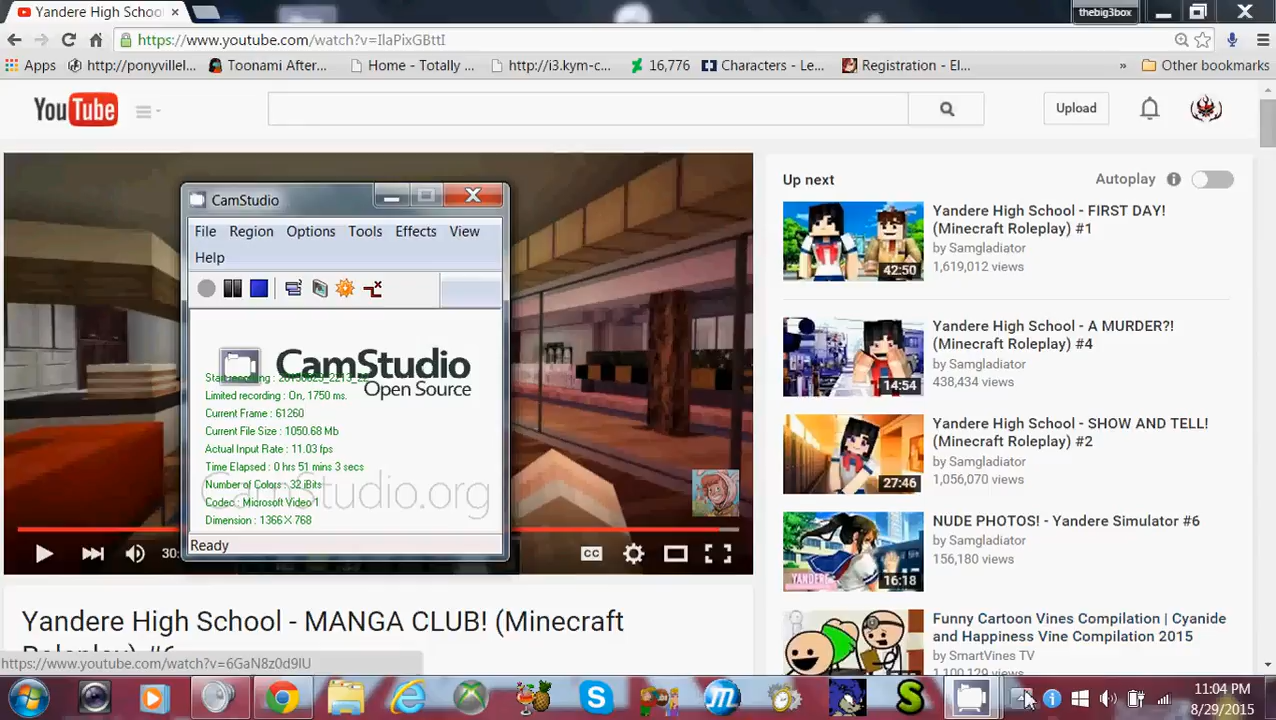 Yandere High School
thebig3box
https://www.youtube.com/watch?v=IlaPixGBttI
Apps
http://ponyvillel...
Toonami After...
Home - Totally ...
http://i3.kym-c...
16,776
Characters - Le...
Registration - El...
»
Other bookmarks
YouTube
Upload
Up next
Autoplay
CamStudio
File Region Options Tools Effects View
Help
CamStudio
Open Source
Start recording :
Limited recording : On, 1750 ms.
Current Frame : 61260
Current File Size : 1050.68 Mb
Actual Input Rate : 11.03 fps
Time Elapsed : 0 hrs 51 mins 3 secs
Number of Colors : 32 iBits
CamStudio.org
Codec : Microsoft Video 1
Dimension : 1366 X 768
Ready
30:
CC
Yandere High School - FIRST DAY!
(Minecraft Roleplay) #1
by Samgladiator
1,619,012 views
42:50
Yandere High School - A MURDER?!
(Minecraft Roleplay) #4
by Samgladiator
438,434 views
14:54
Yandere High School - SHOW AND TELL!
(Minecraft Roleplay) #2
by Samgladiator
1,056,070 views
27:46
NUDE PHOTOS! - Yandere Simulator #6
by Samgladiator
156,180 views
YANDERE
16:18
Funny Cartoon Vines Compilation | Cyanide
and Happiness Vine Compilation 2015
by SmartVines TV
Yandere High School - MANGA CLUB! (Minecraft
Roleplay) #6
https://www.youtube.com/watch?v=6GaN8z0d9IU
11:04 PM
8/29/2015